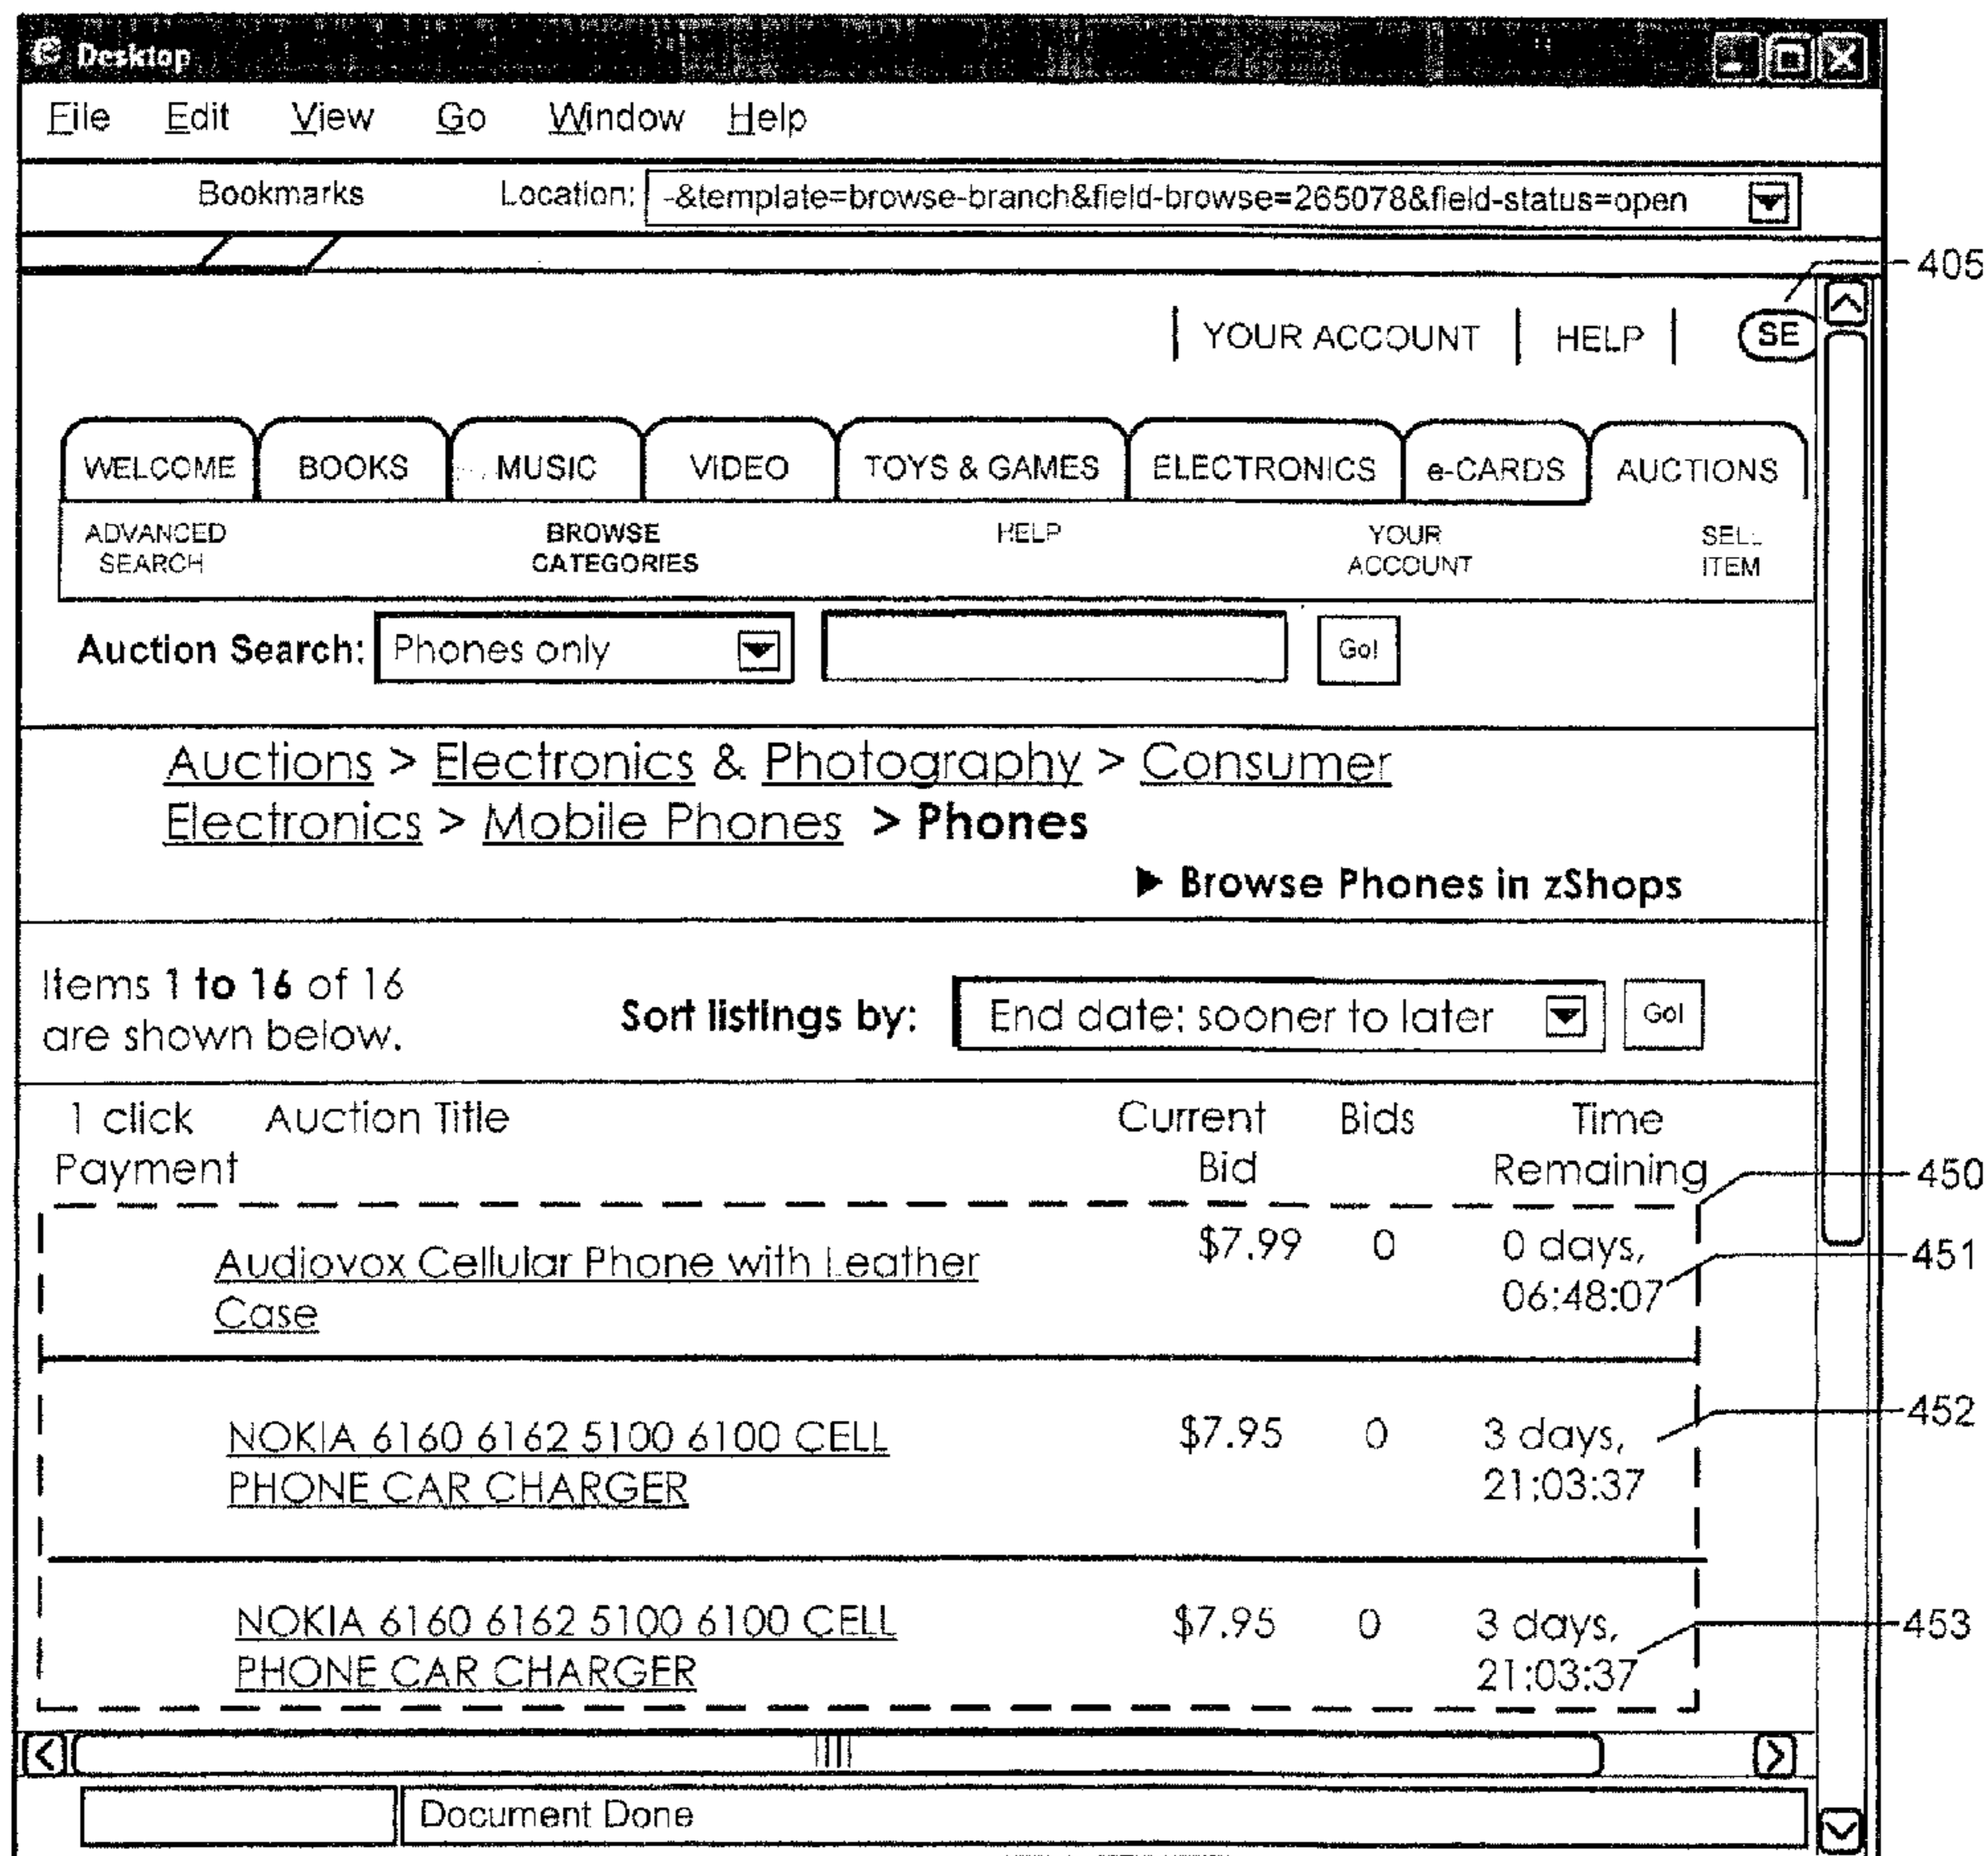 e Desktop
File Edit View Go Window Help
Bookmarks Location: -&template=browse-branch&field-browse=265078&field-status=open
405
YOUR ACCOUNT | HELP | SE
WELCOME BOOKS MUSIC VIDEO TOYS & GAMES ELECTRONICS e-CARDS AUCTIONS
ADVANCED SEARCH BROWSE CATEGORIES HELP YOUR ACCOUNT SELL ITEM
Auction Search: Phones only Go!
Auctions > Electronics & Photography > Consumer
Electronics > Mobile Phones > Phones
Browse Phones in zShops
Items 1 to 16 of 16
are shown below.
Sort listings by: End date: sooner to later Go!
1 click Auction Title Current Bids Time
Payment Bid Remaining
450
Audiovox Cellular Phone with Leather $7.99 0 0 days,
Case 06:48:07
451
NOKIA 6160 6162 5100 6100 CELL $7.95 0 3 days,
PHONE CAR CHARGER 21:03:37
452
NOKIA 6160 6162 5100 6100 CELL $7.95 0 3 days,
PHONE CAR CHARGER 21:03:37
453
Document Done